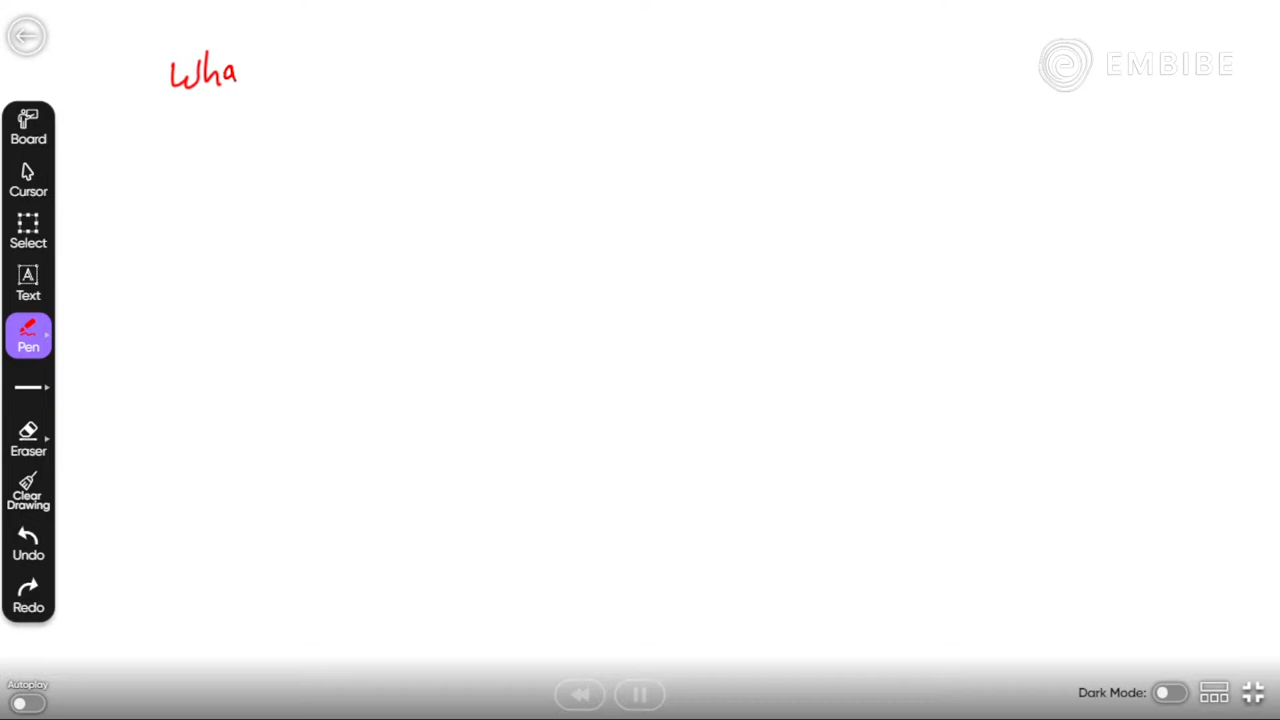 Wha
EMBIBE
Board
Cursor
Select
Text
Pen
Eraser
Clear
Drawing
Undo
Redo
Autoplay
Dark Mode: